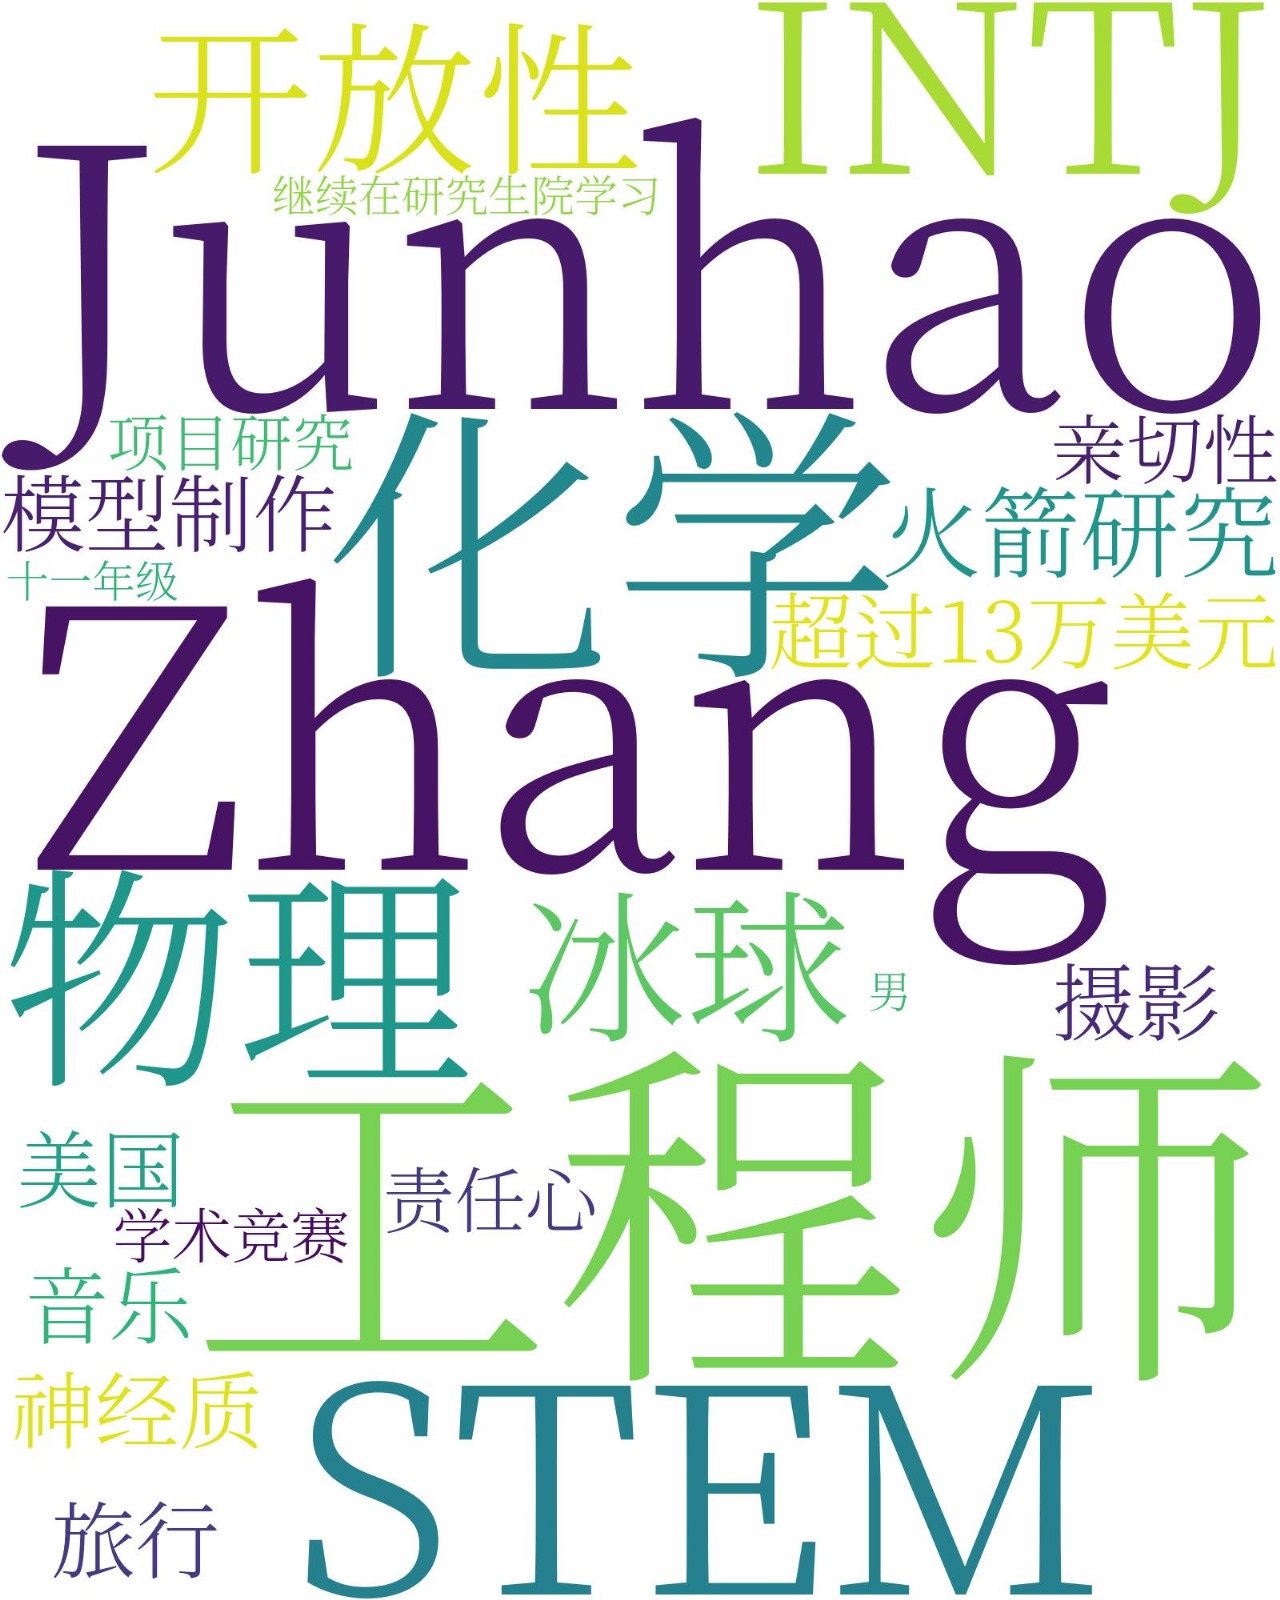 开放性
INTJ
继续在研究生院学习
Junhao
项目研究
化学
亲切性
模型制作
火箭研究
十一年级
超过13万美元
Zhang
物理
冰球
男
摄影
工程师
美国
责任心
学术竞赛
音乐
神经质
STEM
旅行